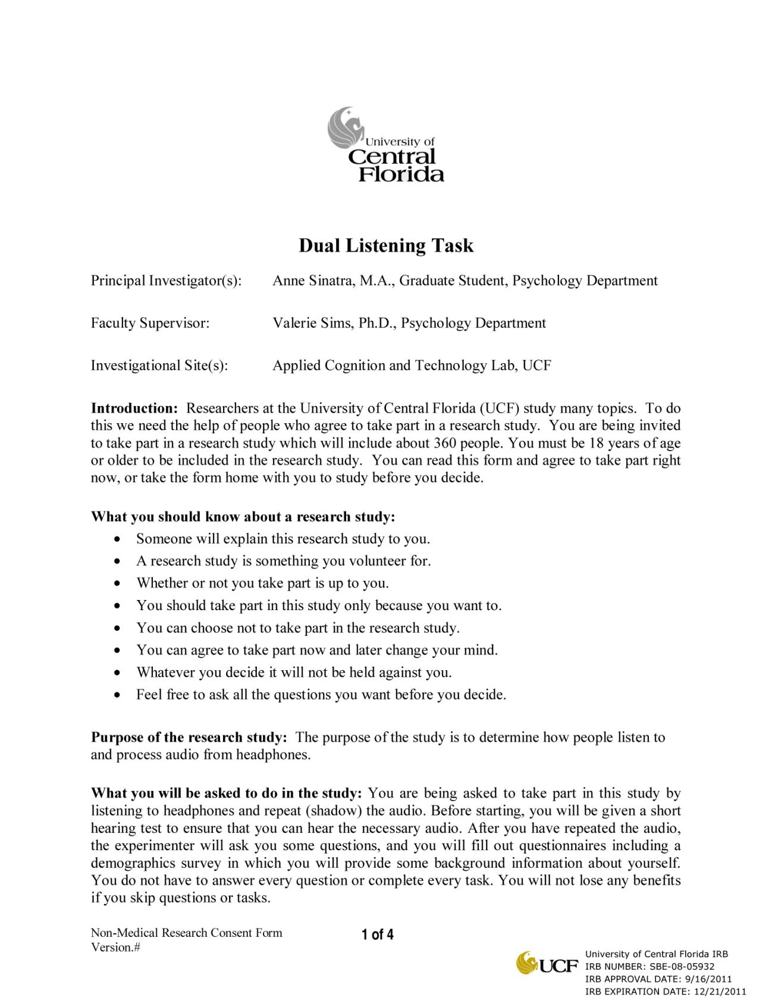 University of
Central
Florida
Dual Listening Task
Principal Investigator(s): Anne Sinatra, M.A., Graduate Student, Psychology Department
Faculty Supervisor: Valerie Sims, Ph.D., Psychology Department
Investigational Site(s): Applied Cognition and Technology Lab, UCF
Introduction: Researchers at the University of Central Florida (UCF) study many topics. To do
this we need the help of people who agree to take part in a research study. You are being invited
to take part in a research study which will include about 360 people. You must be 18 years of age
or older to be included in the research study. You can read this form and agree to take part right
now, or take the form home with you to study before you decide.
What you should know about a research study:
• Someone will explain this research study to you.
• A research study is something you volunteer for.
• Whether or not you take part is up to you.
• You should take part in this study only because you want to.
• You can choose not to take part in the research study.
• You can agree to take part now and later change your mind.
• Whatever you decide it will not be held against you.
• Feel free to ask all the questions you want before you decide.
Purpose of the research study: The purpose of the study is to determine how people listen to
and process audio from headphones.
What you will be asked to do in the study: You are being asked to take part in this study by
listening to headphones and repeat (shadow) the audio. Before starting, you will be given a short
hearing test to ensure that you can hear the necessary audio. After you have repeated the audio,
the experimenter will ask you some questions, and you will fill out questionnaires including a
demographics survey in which you will provide some background information about yourself.
You do not have to answer every question or complete every task. You will not lose any benefits
if you skip questions or tasks.
Non-Medical Research Consent Form 1 of 4
Version.#
UCF
University of Central Florida IRB
IRB NUMBER: SBE-08-05932
IRB APPROVAL DATE: 9/16/2011
IRB EXPIRATION DATE: 12/21/2011